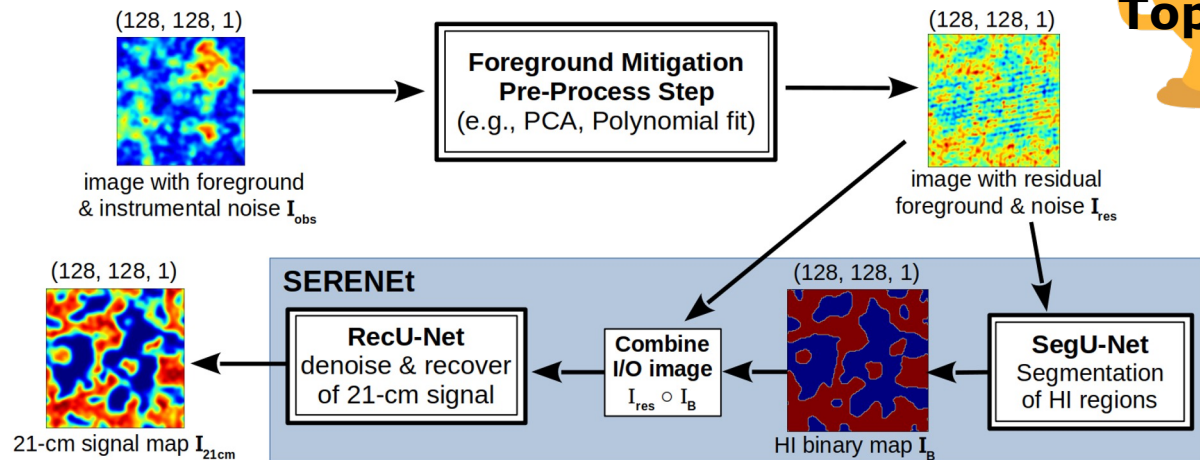 (128, 128, 1)
Foreground Mitigation
Pre-Process Step
(e.g., PCA, Polynomial fit)
(128, 128, 1)
Top
image with foreground
& instrumental noise I_obs
image with residual
foreground & noise I_res
(128, 128, 1)
SERENEt
(128, 128, 1)
RecU-Net
denoise & recover
of 21-cm signal
Combine
I/O image
I_res ○ I_B
SegU-Net
Segmentation
of HI regions
21-cm signal map I_21cm
HI binary map I_B